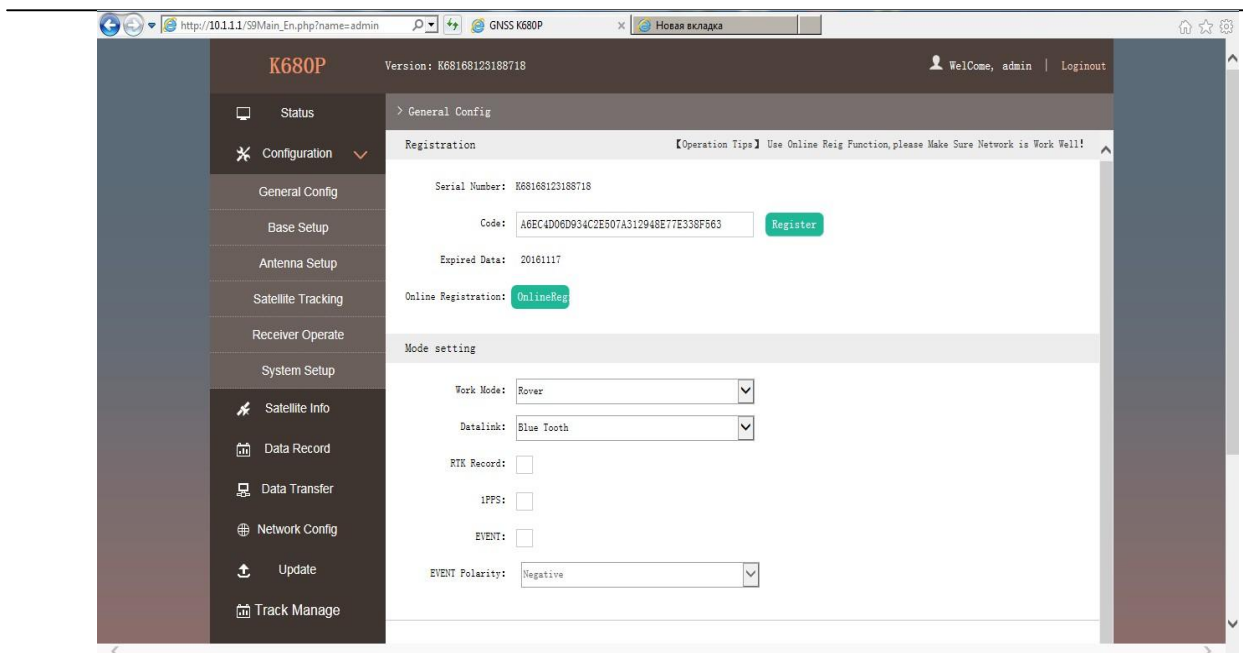 http://10.1.1.1/S9Main_En.php?name=admin
GNSS K680P
Новая вкладка
K680P
Version: K68168123188718
WelCome, admin | Loginout
Status
> General Config
Configuration
Registration
【Operation Tips】 Use Online Reig Function,please Make Sure Network is Work Well!
General Config
Serial Number: K68168123188718
Base Setup
Code: A6EC4D06D934C2E507A312948E77E338F563
Register
Antenna Setup
Expired Data: 20161117
Satellite Tracking
Online Registration: OnlineReg
Receiver Operate
Mode setting
System Setup
Work Mode: Rover
Satellite Info
Datalink: Blue Tooth
Data Record
RTK Record:
Data Transfer
1PPS:
Network Config
EVENT:
Update
EVENT Polarity: Negative
Track Manage